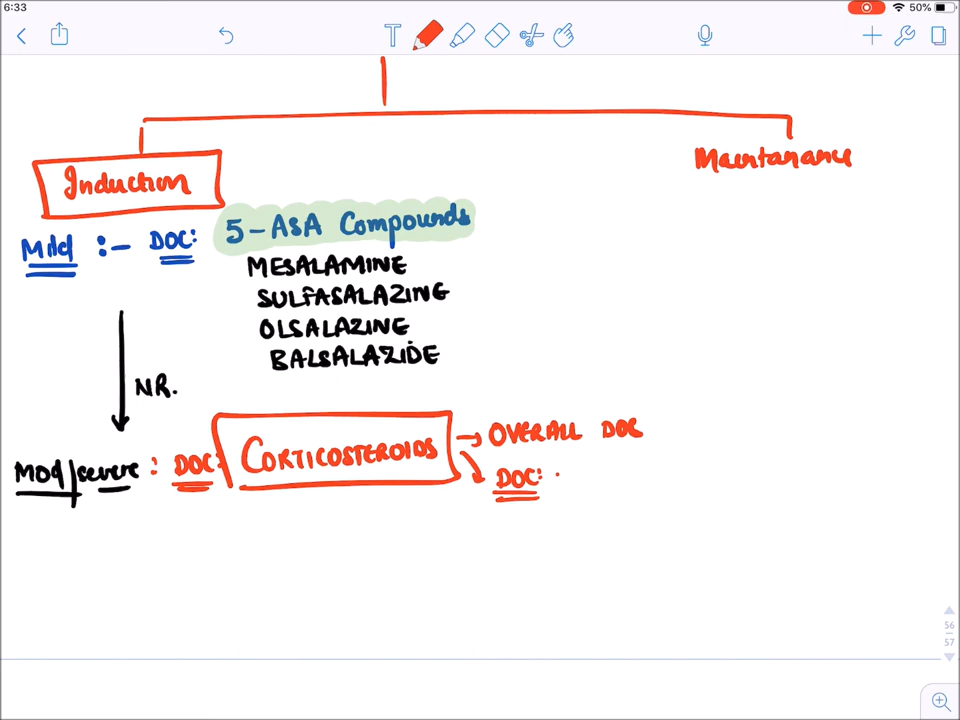 6:33
50%
T
Induction
Maintanance
Mild :- DOC: 5-ASA Compounds
MESALAMINE
SULFASALAZING
OLSALAZINE
BALSALAZIDE
NR.
MOd/severe : DOC: CORTICOSTEROIDS → OVERALL DOC
DOC:
56
57